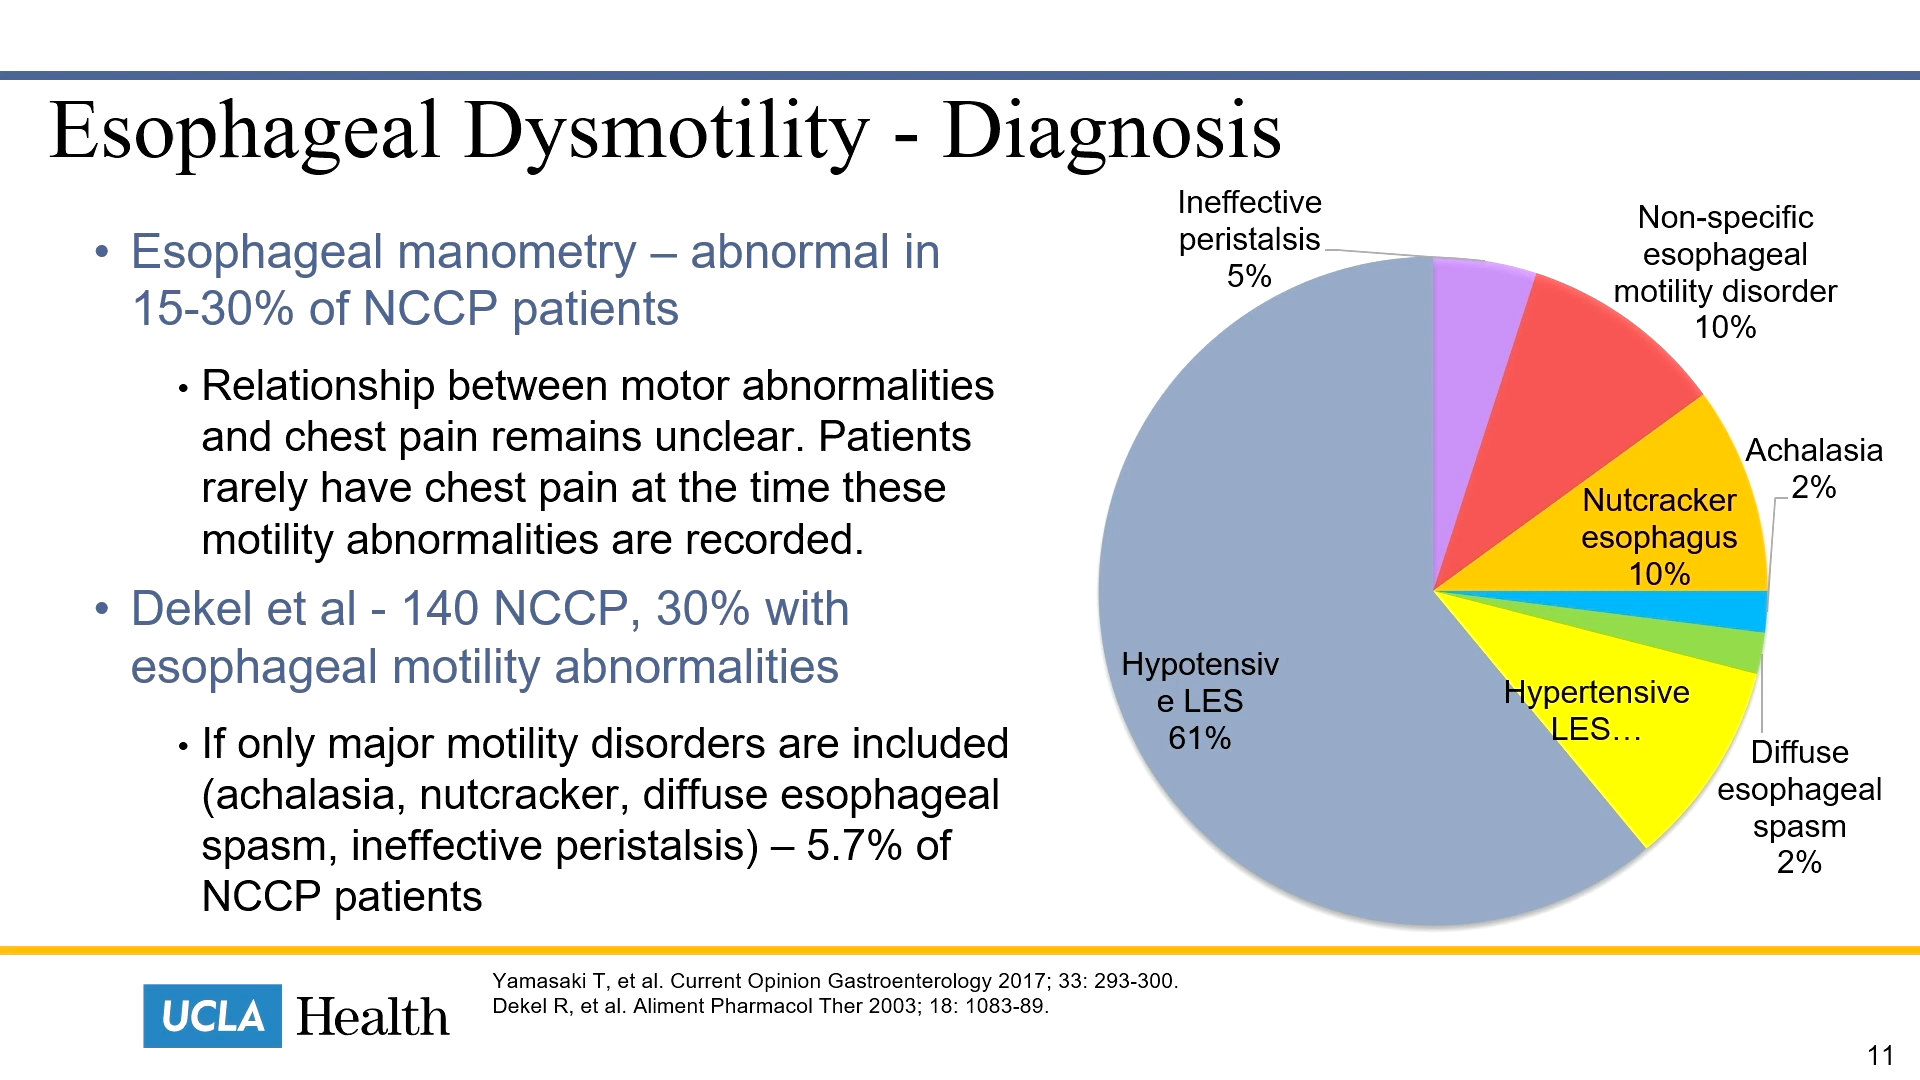 Esophageal Dysmotility - Diagnosis
• Esophageal manometry – abnormal in
15-30% of NCCP patients
• Relationship between motor abnormalities
and chest pain remains unclear. Patients
rarely have chest pain at the time these
motility abnormalities are recorded.
• Dekel et al - 140 NCCP, 30% with
esophageal motility abnormalities
• If only major motility disorders are included
(achalasia, nutcracker, diffuse esophageal
spasm, ineffective peristalsis) – 5.7% of
NCCP patients
Ineffective
peristalsis
5%
Non-specific
esophageal
motility disorder
10%
Achalasia
2%
Nutcracker
esophagus
10%
Hypotensiv
e LES
61%
Hypertensive
LES…
Diffuse
esophageal
spasm
2%
UCLA Health
Yamasaki T, et al. Current Opinion Gastroenterology 2017; 33: 293-300.
Dekel R, et al. Aliment Pharmacol Ther 2003; 18: 1083-89.
11